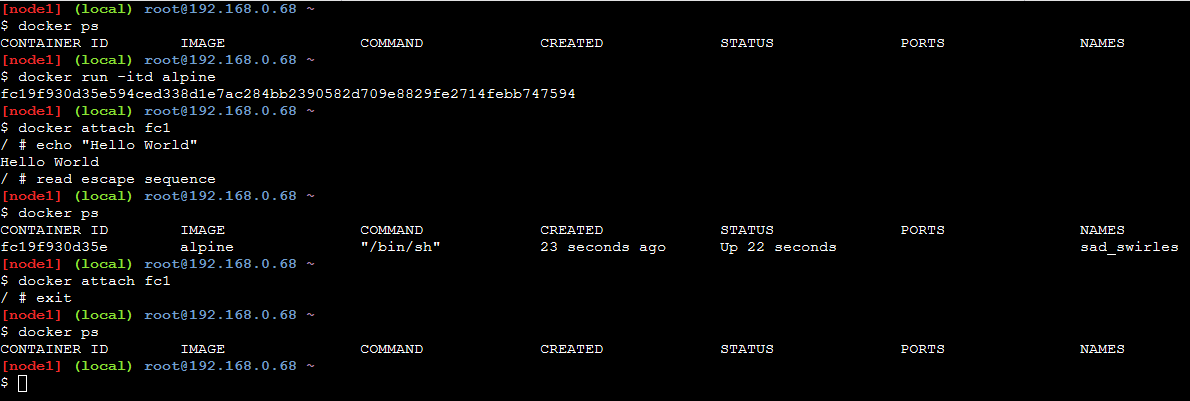 [node1] (local) root@192.168.0.68 ~
$ docker ps
CONTAINER ID        IMAGE               COMMAND             CREATED             STATUS              PORTS               NAMES
[node1] (local) root@192.168.0.68 ~
$ docker run -itd alpine
fc19f930d35e594ced338d1e7ac284bb2390582d709e8829fe2714febb747594
[node1] (local) root@192.168.0.68 ~
$ docker attach fc1
/ # echo "Hello World"
Hello World
/ # read escape sequence
[node1] (local) root@192.168.0.68 ~
$ docker ps
CONTAINER ID        IMAGE               COMMAND             CREATED             STATUS              PORTS               NAMES
fc19f930d35e        alpine              "/bin/sh"           23 seconds ago      Up 22 seconds                           sad_swirles
[node1] (local) root@192.168.0.68 ~
$ docker attach fc1
/ # exit
[node1] (local) root@192.168.0.68 ~
$ docker ps
CONTAINER ID        IMAGE               COMMAND             CREATED             STATUS              PORTS               NAMES
[node1] (local) root@192.168.0.68 ~
$